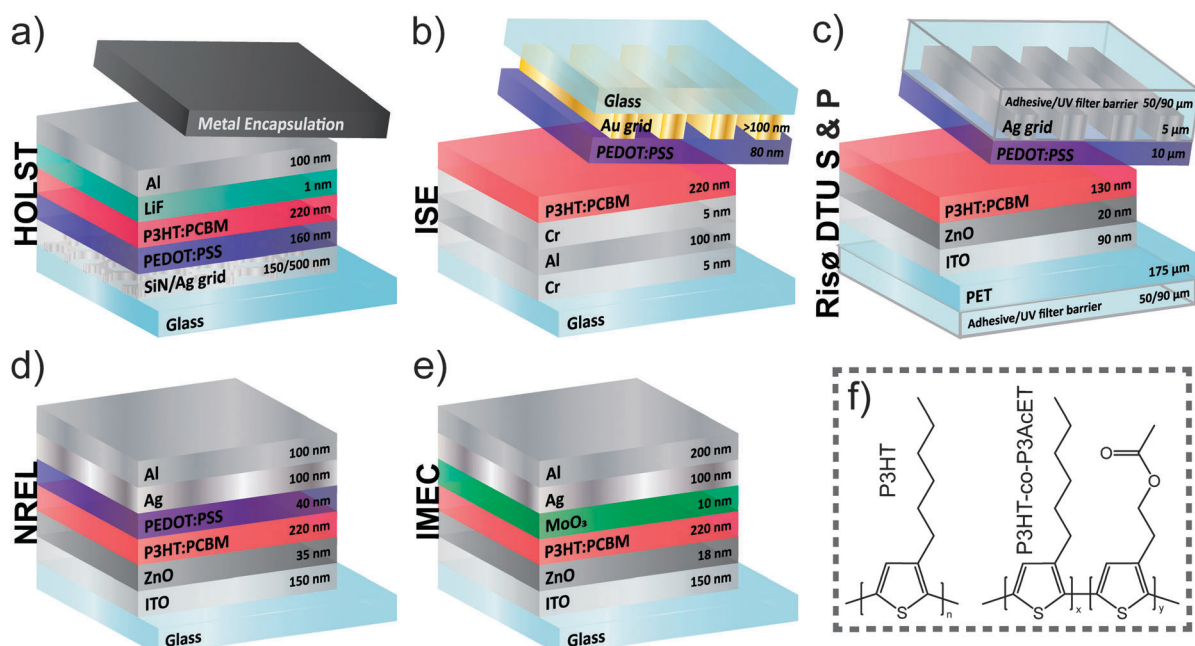 a)
HOLST
Metal Encapsulation
100 nm
Al
1 nm
LiF
220 nm
P3HT:PCBM
160 nm
PEDOT:PSS
150/500 nm
SiN/Ag grid
Glass
b)
ISE
Glass
Au grid >100 nm
PEDOT:PSS 80 nm
220 nm
P3HT:PCBM
5 nm
Cr
100 nm
Al
5 nm
Cr
Glass
c)
Risø DTU S & P
Adhesive/UV filter barrier 50/90 µm
Ag grid 5 µm
PEDOT:PSS 10 µm
130 nm
P3HT:PCBM
20 nm
ZnO
90 nm
ITO
175 µm
PET
50/90 µm
Adhesive/UV filter barrier
d)
NREL
100 nm
Al
100 nm
Ag
40 nm
PEDOT:PSS
220 nm
P3HT:PCBM
35 nm
ZnO
150 nm
ITO
Glass
e)
IMEC
200 nm
Al
100 nm
Ag
10 nm
MoO₃
220 nm
P3HT:PCBM
18 nm
ZnO
150 nm
ITO
Glass
f)
P3HT
S
n
P3HT-co-P3AcET
O
O
S
x
S
y